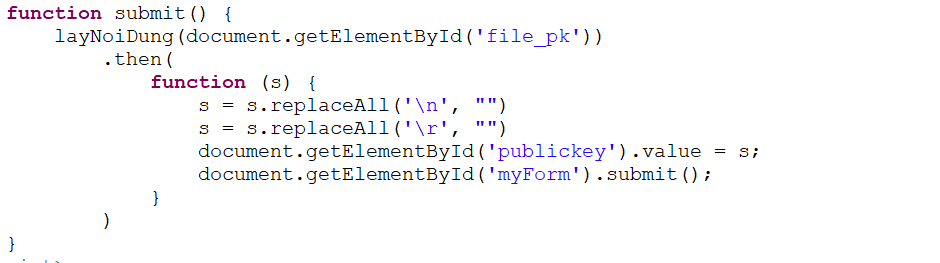 function submit() {
    layNoiDung(document.getElementById('file_pk'))
        .then(
            function (s) {
                s = s.replaceAll('\n', "")
                s = s.replaceAll('\r', "")
                document.getElementById('publickey').value = s;
                document.getElementById('myForm').submit();
            }
        )
}